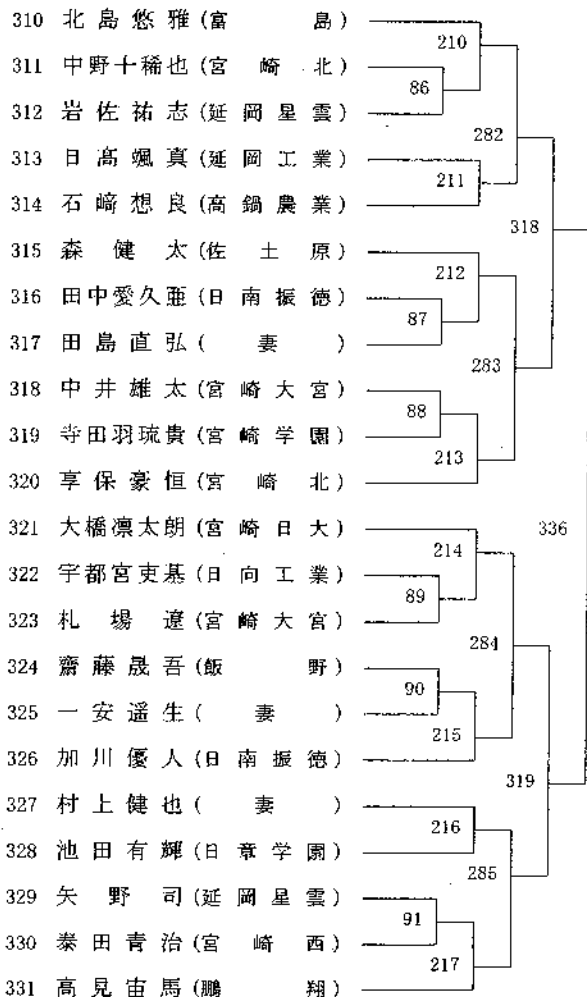 310 北島悠雅(富島)
210
311 中野十稀也(宮崎北)
86
312 岩佐祐志(延岡星雲)
282
313 日髙颯真(延岡工業)
211
314 石﨑想良(高鍋農業)
318
315 森健太(佐土原)
212
316 田中愛久亜(日南振徳)
87
317 田島直弘(妻)
283
318 中井雄太(宮崎大宮)
88
319 寺田羽琉貴(宮崎学園)
213
320 享保豪恒(宮崎北)
321 大橋凛太朗(宮崎日大)
336
214
322 宇都宮吏基(日向工業)
89
323 札場遼(宮崎大宮)
284
324 齋藤晟吾(飯野)
90
325 一安遥生(妻)
215
326 加川優人(日南振徳)
319
327 村上健也(妻)
216
328 池田有輝(日章学園)
285
329 矢野司(延岡星雲)
91
330 泰田青治(宮崎西)
217
331 高見宙馬(鵬翔)